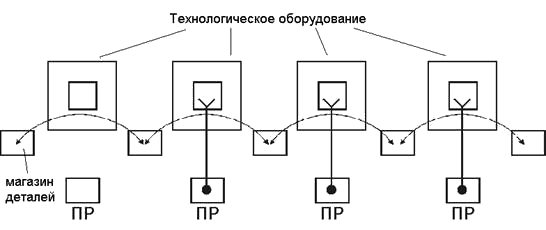 Технологическое оборудование
магазин
деталей
ПР
ПР
ПР
ПР